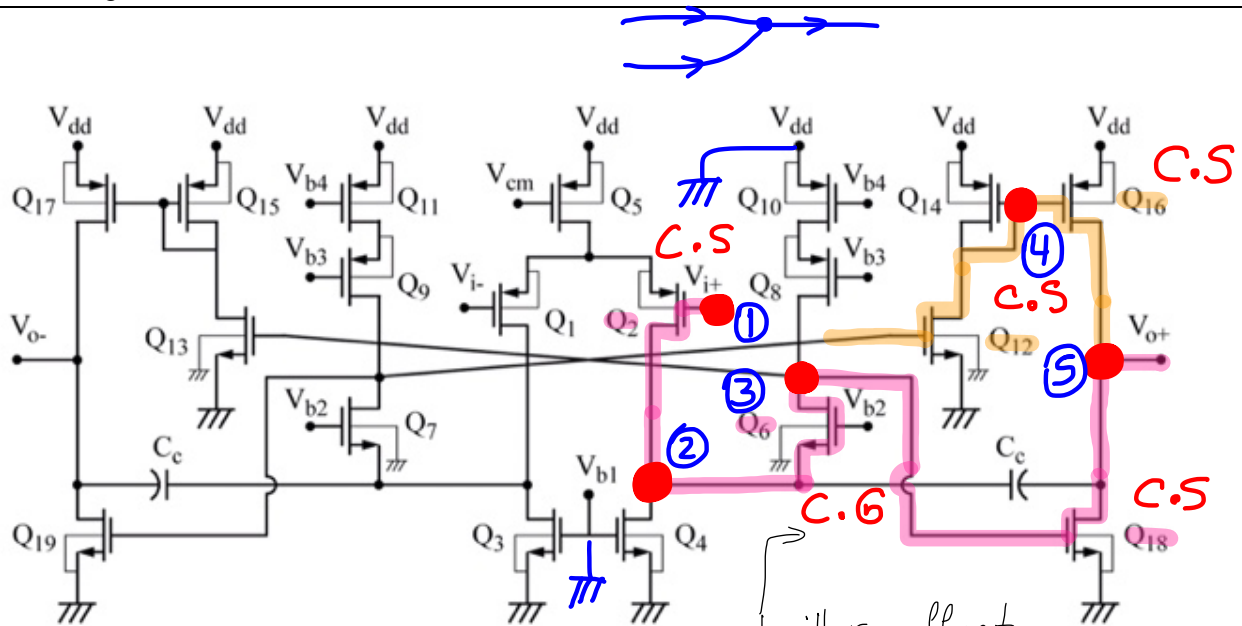 Vdd Vdd Vdd Vdd Vdd Vdd Vdd
C.S
Q17 Q15 Vb4 Q11 Vcm Q5 Q10 Vb4 Q14 Q16
C.S
④
Vb3 Q9 Vi- Q1 Q2 Vi+ ① Q8 Vb3
C.S
Vo- Q13 Q12 ⑤ Vo+
③
Vb2 Q7 Q6 Vb2
②
Cc Vb1 Cc
C.G C.S
Q19 Q3 Q4 Q18